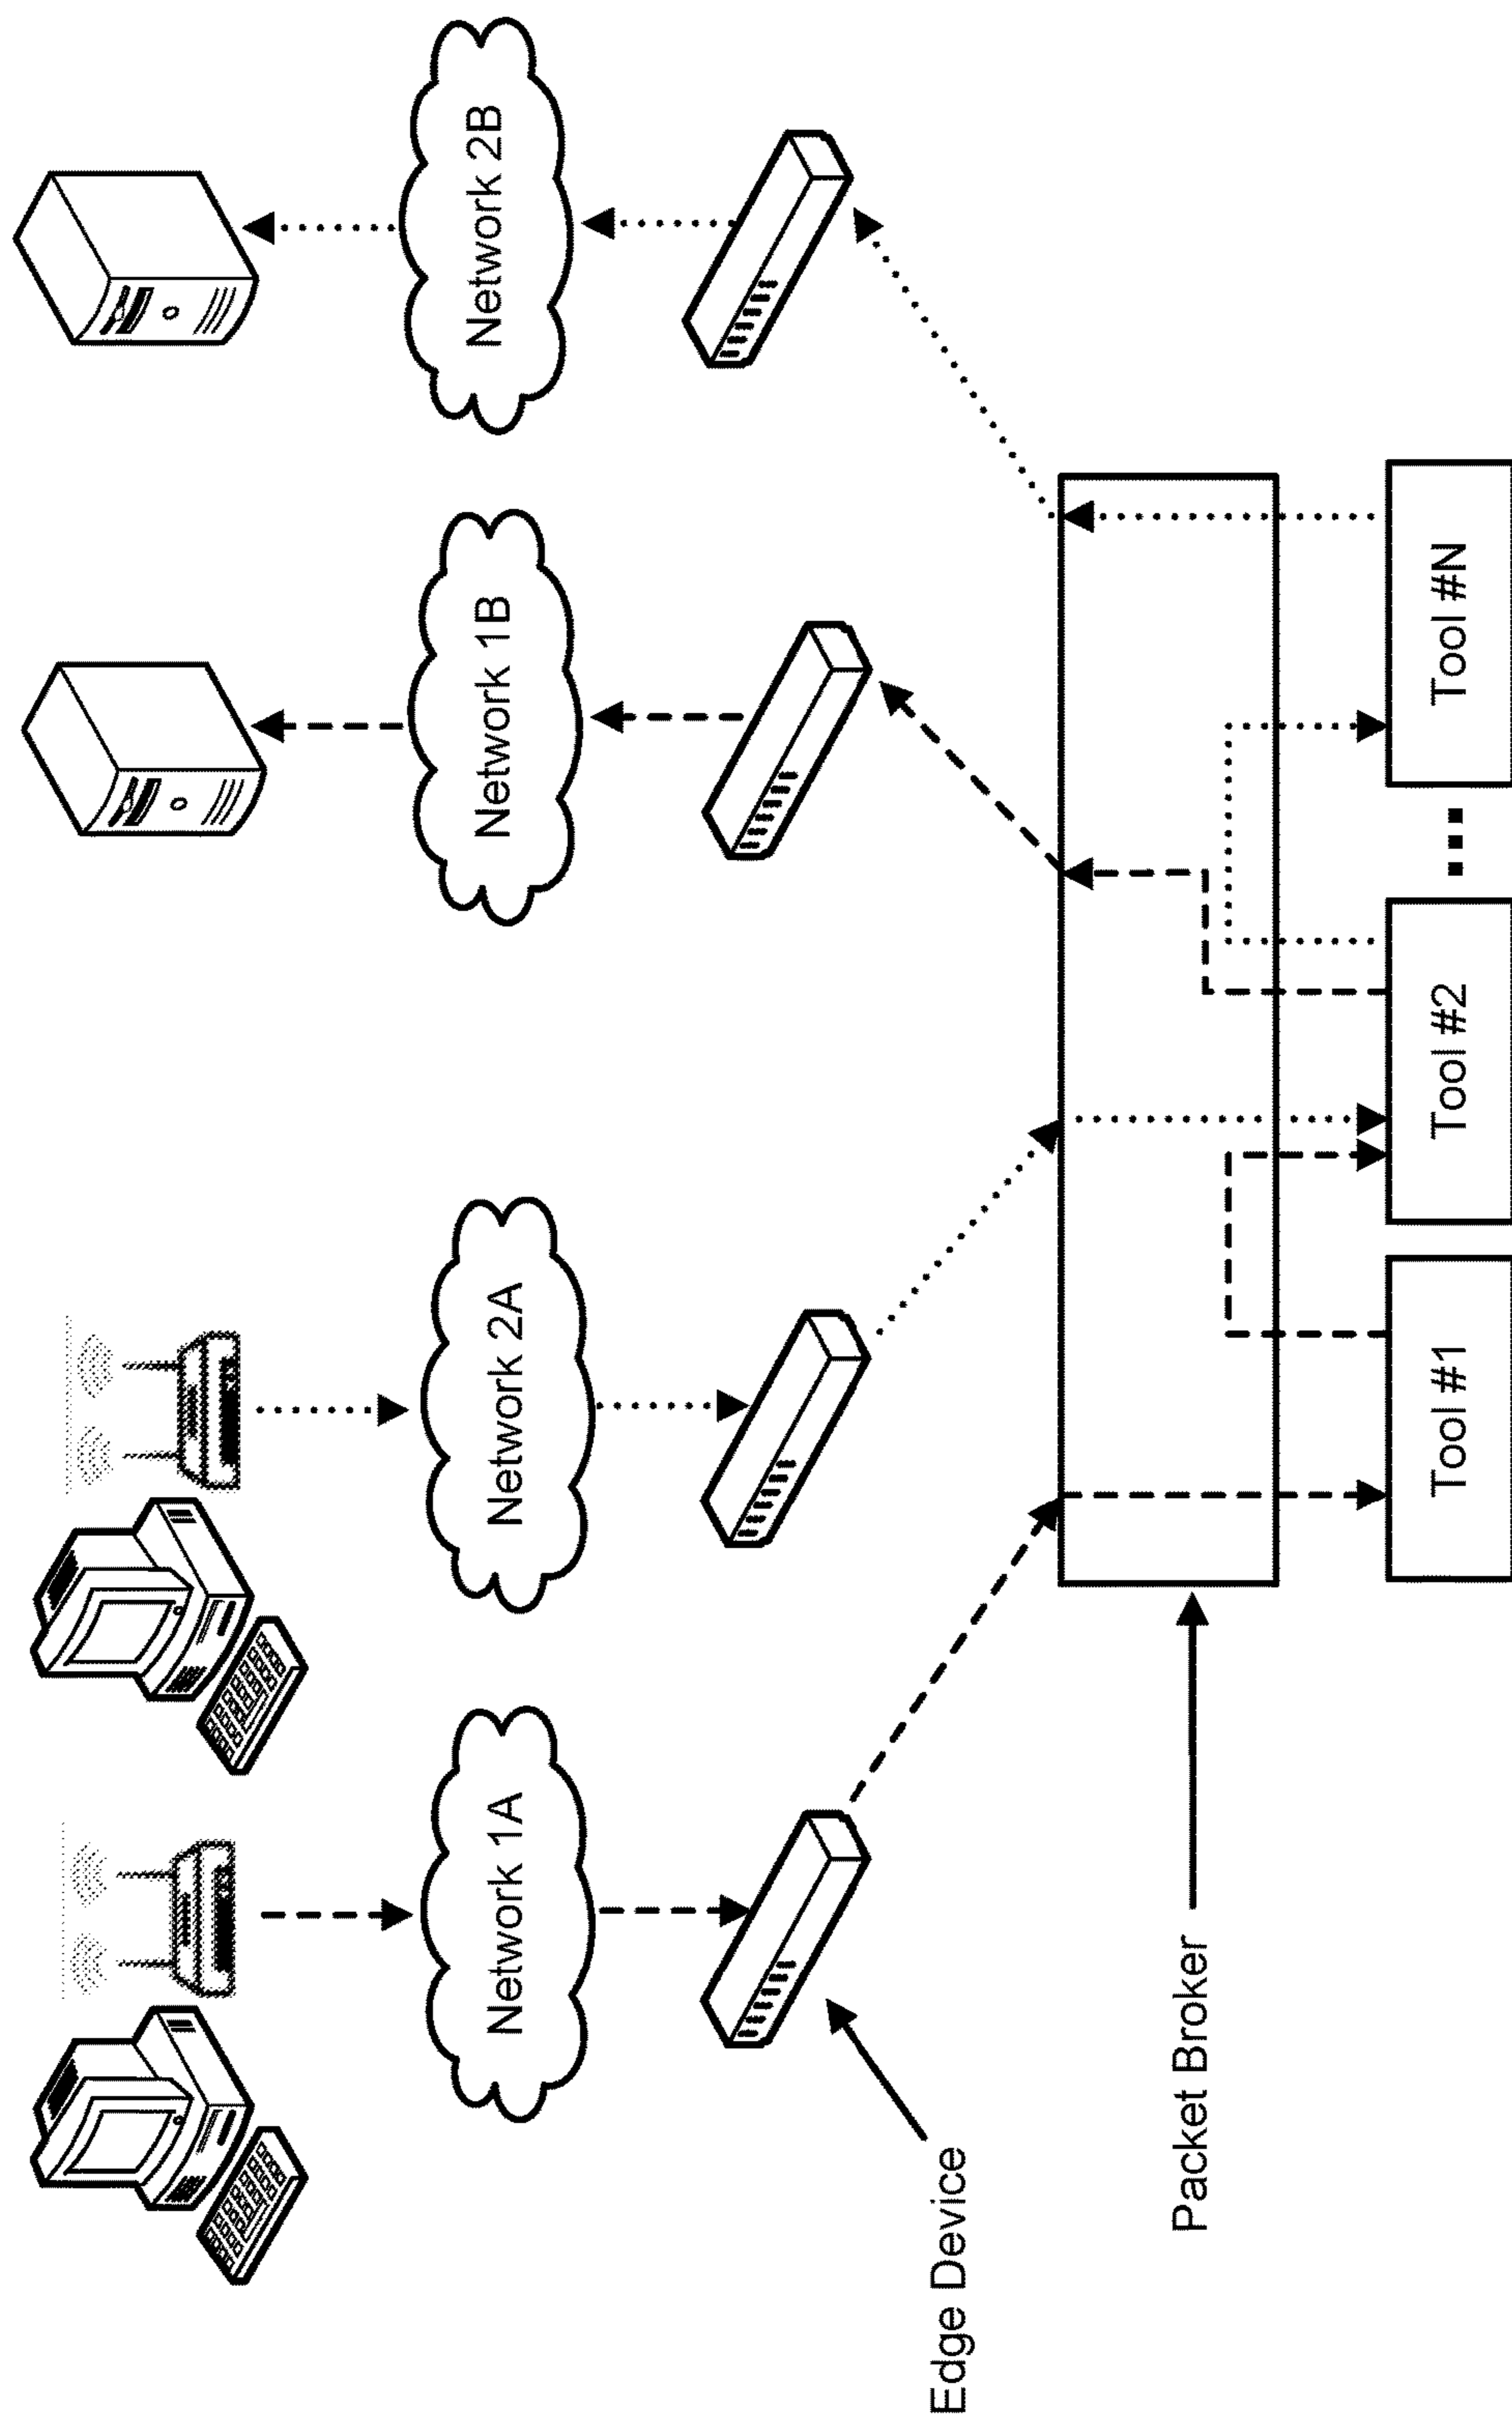 Network 1A
Network 2A
Network 1B
Network 2B
Edge Device
Packet Broker
Tool #1
Tool #2
Tool #N